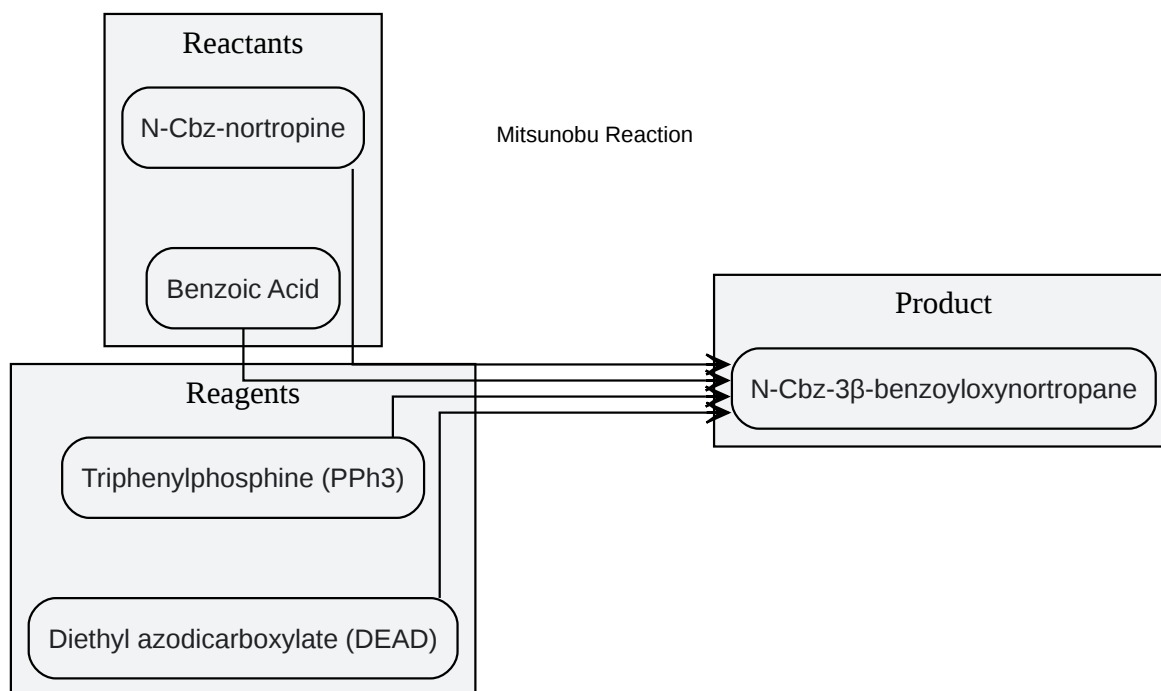 Reactants
N-Cbz-nortropine
Mitsunobu Reaction
Benzoic Acid
Product
N-Cbz-3β-benzoyloxynortropane
Reagents
Triphenylphosphine (PPh3)
Diethyl azodicarboxylate (DEAD)